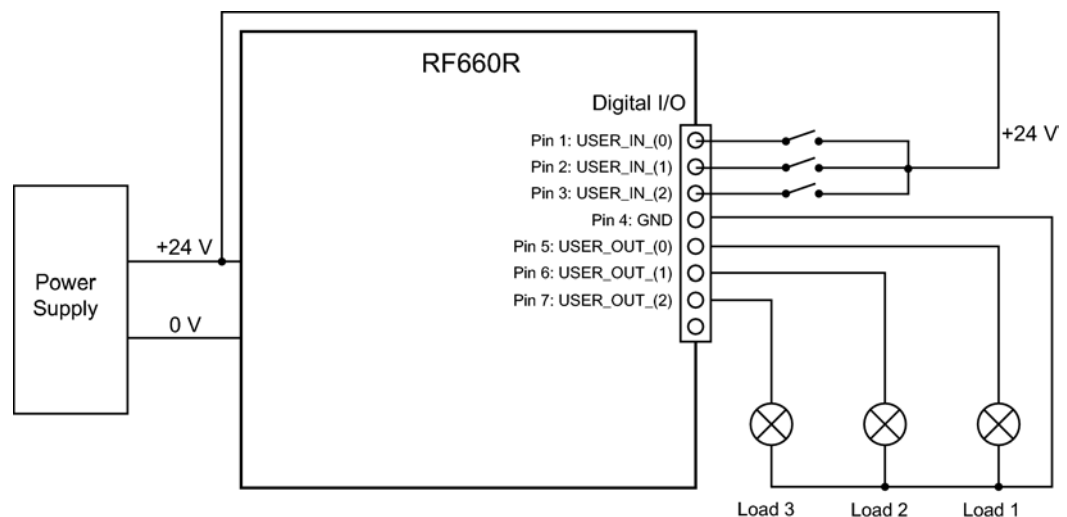 RF660R
Digital I/O
Pin 1: USER_IN_(0)
+24 V
Pin 2: USER_IN_(1)
Pin 3: USER_IN_(2)
Pin 4: GND
Pin 5: USER_OUT_(0)
+24 V
Pin 6: USER_OUT_(1)
Power
Supply
Pin 7: USER_OUT_(2)
0 V
Load 3
Load 2
Load 1